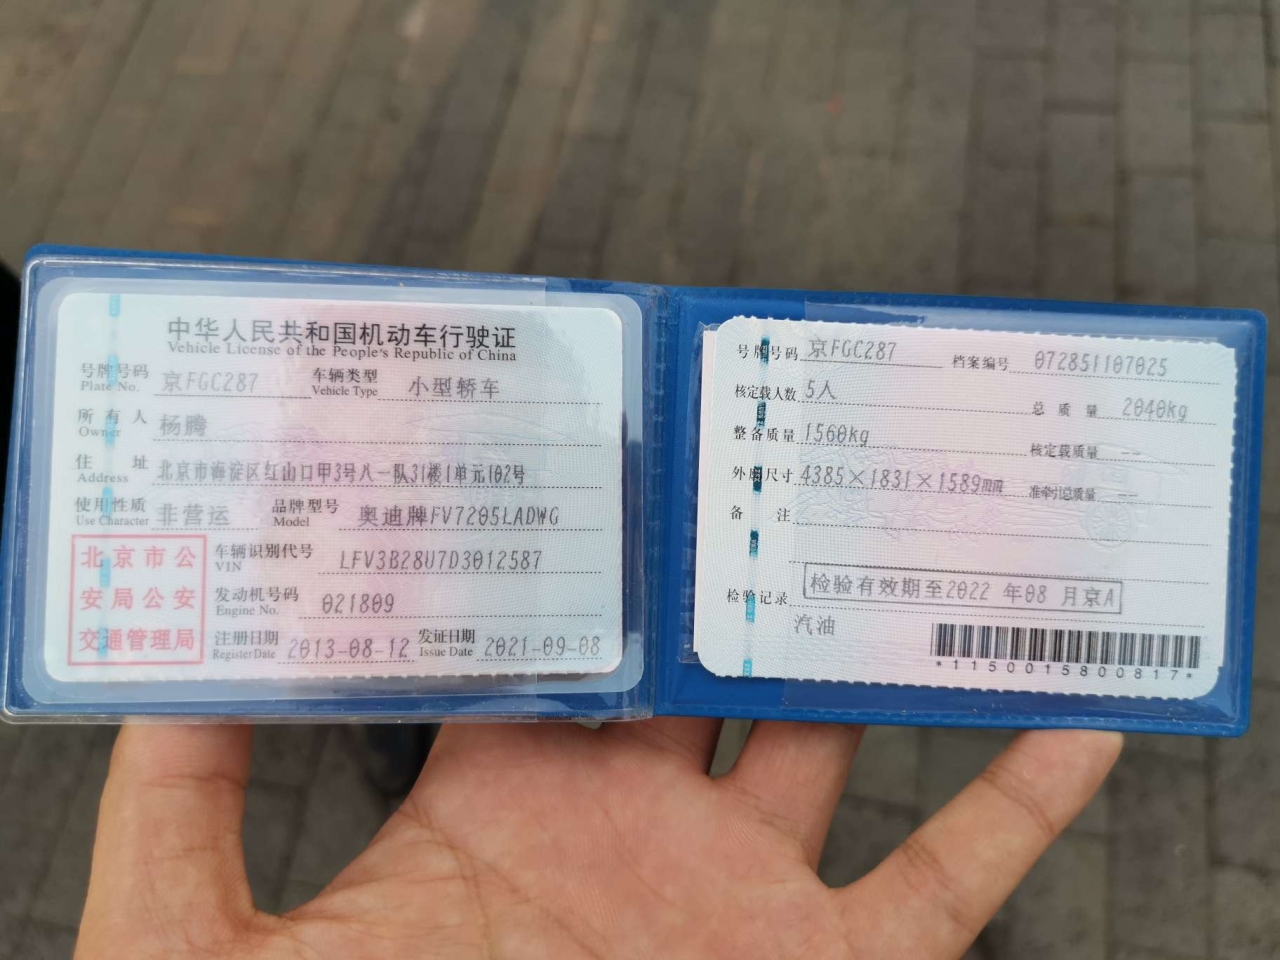 中华人民共和国机动车行驶证
Vehicle License of the People's Republic of China
号牌号码 Plate No. 京FGC287 车辆类型 Vehicle Type 小型轿车
所有人 Owner 杨腾
住址 Address 北京市海淀区红山口甲3号八一队31楼1单元102号
使用性质 Use Character 非营运 品牌型号 Model 奥迪牌FV7205LADWG
北京市公
安局公安
交通管理局
车辆识别代号 VIN LFV3B28U7D3012587
发动机号码 Engine No. 021809
注册日期 Register Date 2013-08-12 发证日期 Issue Date 2021-09-08
号牌号码 京FGC287 档案编号 072851107025
核定载人数 5人 总质量 2040kg
整备质量 1560kg 核定载质量 --
外廓尺寸 4385×1831×1589mm 准牵引总质量 --
备注
检验记录 检验有效期至2022年08月京A
汽油
*1150015800817*